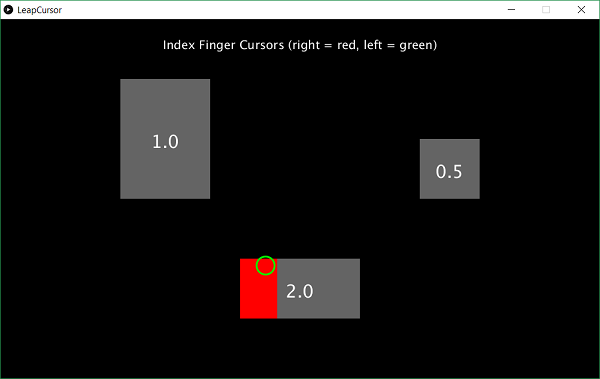 LeapCursor
Index Finger Cursors (right = red, left = green)
1.0
0.5
2.0